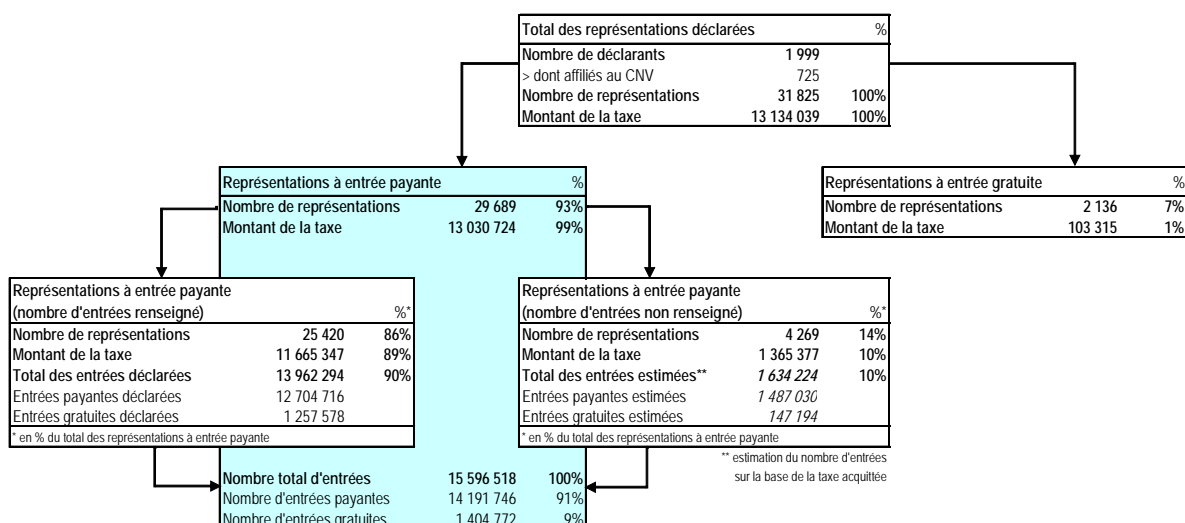 Total des représentations déclarées %
Nombre de déclarants 1 999
> dont affiliés au CNV 725
Nombre de représentations 31 825 100%
Montant de la taxe 13 134 039 100%
Représentations à entrée payante %
Nombre de représentations 29 689 93%
Montant de la taxe 13 030 724 99%
Représentations à entrée gratuite %
Nombre de représentations 2 136 7%
Montant de la taxe 103 315 1%
Représentations à entrée payante
(nombre d'entrées renseigné) %*
Nombre de représentations 25 420 86%
Montant de la taxe 11 665 347 89%
Total des entrées déclarées 13 962 294 90%
Entrées payantes déclarées 12 704 716
Entrées gratuites déclarées 1 257 578
* en % du total des représentations à entrée payante
Représentations à entrée payante
(nombre d'entrées non renseigné) %*
Nombre de représentations 4 269 14%
Montant de la taxe 1 365 377 10%
Total des entrées estimées** 1 634 224 10%
Entrées payantes estimées 1 487 030
Entrées gratuites estimées 147 194
* en % du total des représentations à entrée payante
** estimation du nombre d'entrées
sur la base de la taxe acquittée
Nombre total d'entrées 15 596 518 100%
Nombre d'entrées payantes 14 191 746 91%
Nombre d'entrées gratuites 1 404 772 9%